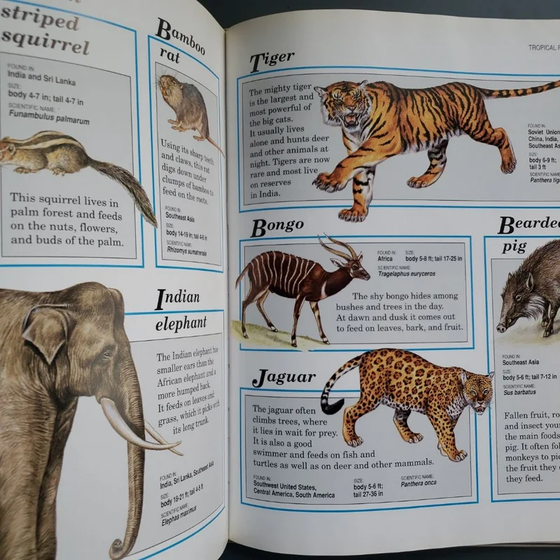 striped
squirrel
FOUND IN:
India and Sri Lanka
SIZE:
body 4-7 in; tail 4-7 in
SCIENTIFIC NAME:
Funambulus palmarum
This squirrel lives in
palm forest and feeds
on the nuts, flowers,
and buds of the palm.
Bamboo
rat
Using its sharp teeth
and claws, this rat
digs down under
clumps of bamboo to
feed on the roots.
FOUND IN:
Southeast Asia
SIZE:
body 14-19 in; tail 4-6 in
SCIENTIFIC NAME:
Rhizomys sumatrensis
Indian
elephant
The Indian elephant has
smaller ears than the
African elephant and a
more humped back.
It feeds on leaves and
grass, which it picks with
its long trunk.
FOUND IN:
India, Sri Lanka, Southeast Asia
SIZE:
body 18-21 ft; tail 4-5 ft
SCIENTIFIC NAME:
Elephas maximus
TROPICAL
Tiger
The mighty tiger
is the largest and
most powerful of
the big cats.
It usually lives
alone and hunts deer
and other animals at
night. Tigers are now
rare and most live
on reserves
in India.
FOUND IN:
Soviet Union
China, India,
Southeast Asia
SIZE:
body 6-9 ft;
tail 3 ft
SCIENTIFIC NAME:
Panthera tigris
Bongo
FOUND IN:
Africa
SIZE:
body 5-8 ft; tail 17-25 in
SCIENTIFIC NAME:
Tragelaphus euryceros
The shy bongo hides among
bushes and trees in the day.
At dawn and dusk it comes out
to feed on leaves, bark, and fruit.
Jaguar
The jaguar often
climbs trees, where
it lies in wait for prey.
It is also a good
swimmer and feeds on fish and
turtles as well as on deer and other mammals.
FOUND IN:
Southwest United States,
Central America, South America
SIZE:
body 5-6 ft;
tail 27-36 in
SCIENTIFIC NAME:
Panthera onca
Bearded
pig
FOUND IN:
Southeast Asia
SIZE:
body 5-6 ft; tail 7-12 in
SCIENTIFIC NAME:
Sus barbatus
Fallen fruit,
and insect
the main foods
pig. It often
monkeys to
the fruit they
they feed.